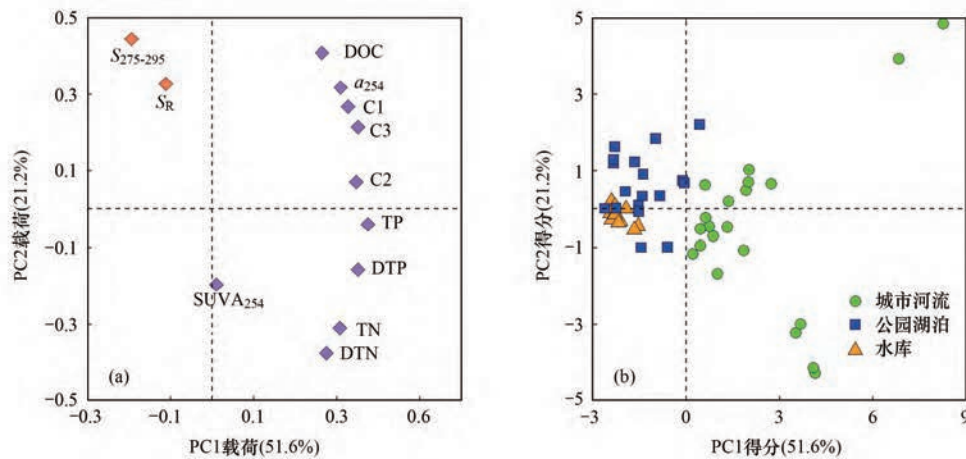 0.5
0.3
0.1
−0.1
−0.3
−0.5
PC2载荷(21.2%)
S275-295
SR
DOC
a254
C1
C3
C2
TP
DTP
SUVA254
TN
DTN
(a)
−0.3
−0.1
0.1
0.3
0.5
PC1载荷(51.6%)
5
3
1
−1
−3
−5
PC2得分(21.2%)
城市河流
公园湖泊
水库
(b)
−3
0
3
6
9
PC1得分(51.6%)